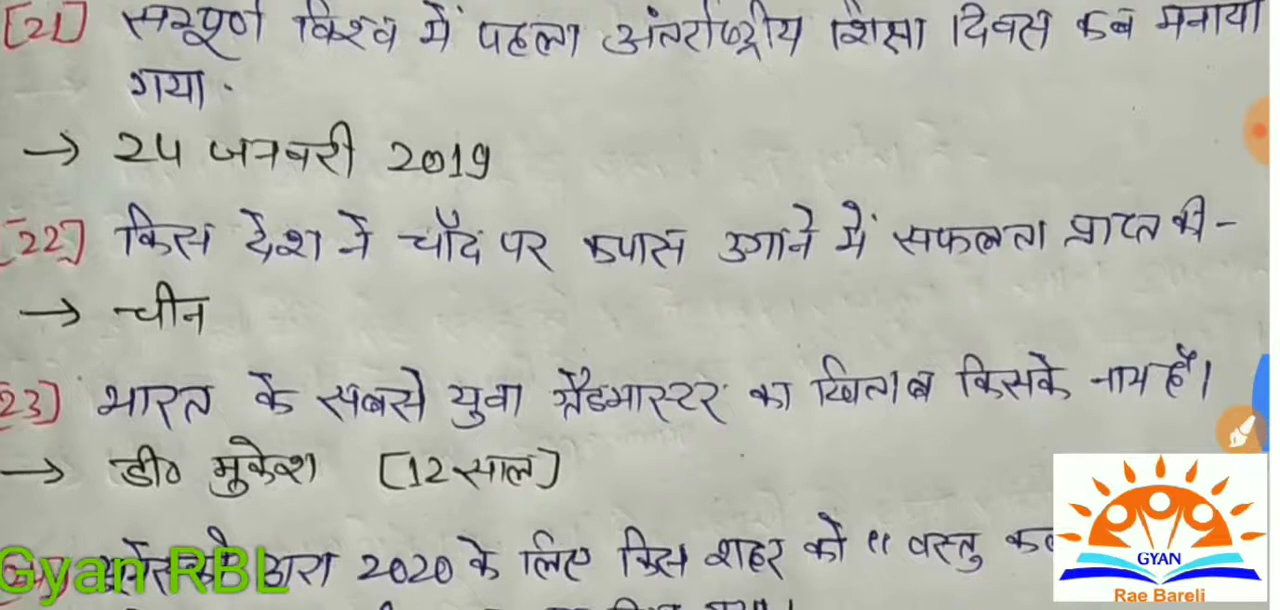 [21] सम्पूर्ण विश्व में पहला अंतर्राष्ट्रीय शिक्षा दिवस कब मनाया
गया -
→ 24 जनवरी 2019
[22] किस देश ने चाँद पर कपास उगाने में सफलता प्राप्त की -
→ चीन
23] भारत के सबसे युवा ग्रैंडमास्टर का खिताब किसके नाम है।
→ डी० मुकेश [12 साल]
द्वारा 2020 के लिए किस शहर को " वस्तु
Gyan RBL
GYAN
Rae Bareli